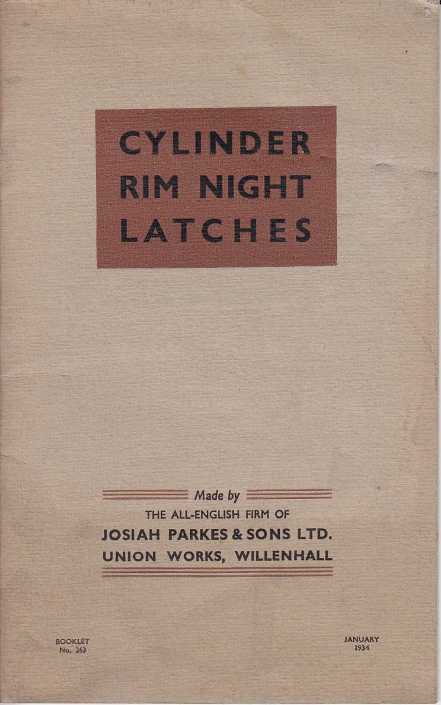 CYLINDER
RIM NIGHT
LATCHES
Made by
THE ALL-ENGLISH FIRM OF
JOSIAH PARKES & SONS LTD.
UNION WORKS, WILLENHALL
BOOKLET
No, 263
JANUARY
1934